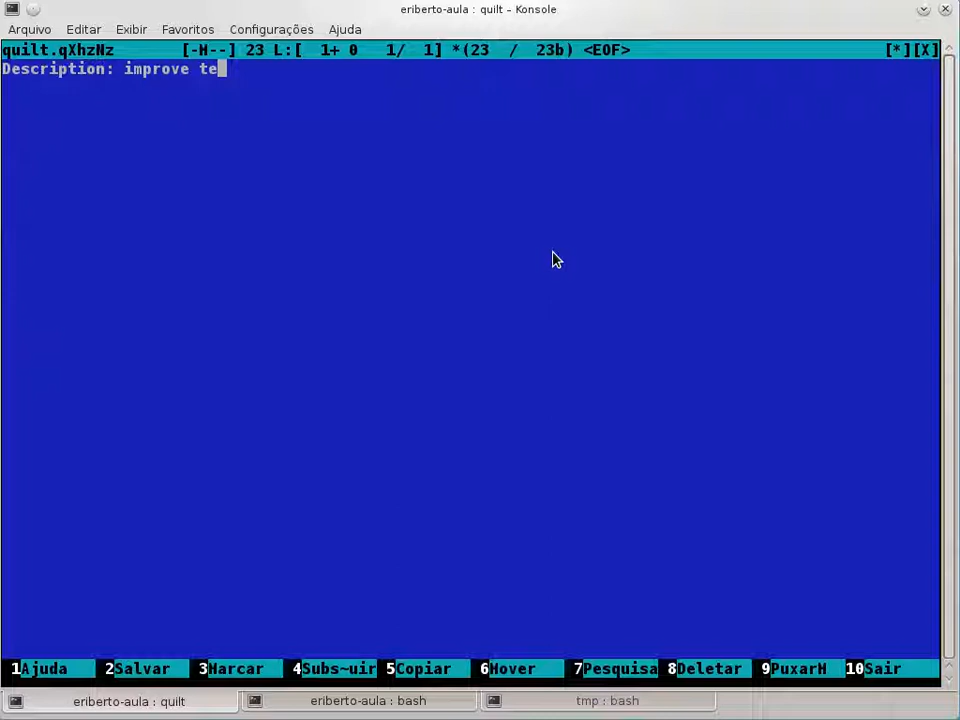 eriberto-aula : quilt – Konsole
Arquivo Editar Exibir Favoritos Configurações Ajuda
quilt.qXhzNz [-M--] 23 L:[ 1+ 0 1/ 1] *(23 / 23b) <EOF> [*][X]
Description: improve te
1Ajuda 2Salvar 3Marcar 4Subs~uir 5Copiar 6Mover 7Pesquisa 8Deletar 9PuxarM 10Sair
eriberto-aula : quilt eriberto-aula : bash tmp : bash